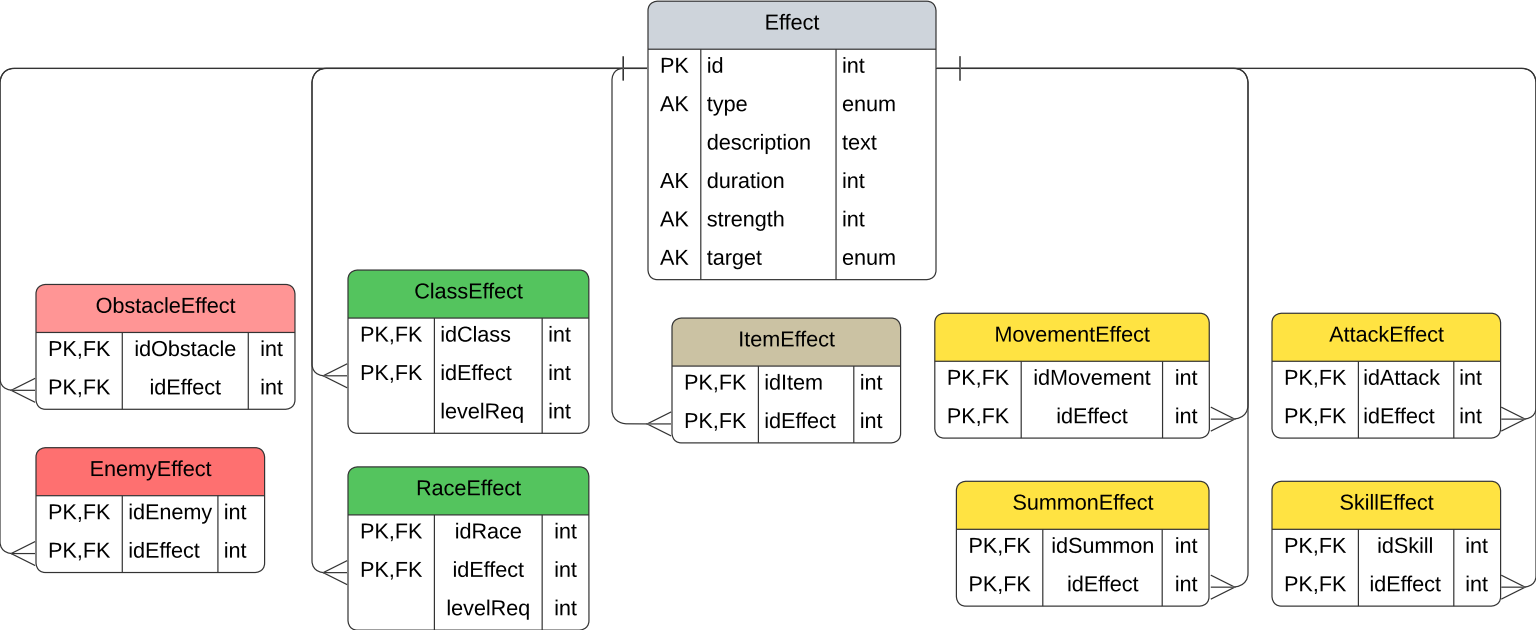 Effect
PK id int
AK type enum
description text
AK duration int
AK strength int
AK target enum
ObstacleEffect
PK,FK idObstacle int
PK,FK idEffect int
ClassEffect
PK,FK idClass int
PK,FK idEffect int
levelReq int
ItemEffect
PK,FK idItem int
PK,FK idEffect int
MovementEffect
PK,FK idMovement int
PK,FK idEffect int
AttackEffect
PK,FK idAttack int
PK,FK idEffect int
EnemyEffect
PK,FK idEnemy int
PK,FK idEffect int
RaceEffect
PK,FK idRace int
PK,FK idEffect int
levelReq int
SummonEffect
PK,FK idSummon int
PK,FK idEffect int
SkillEffect
PK,FK idSkill int
PK,FK idEffect int